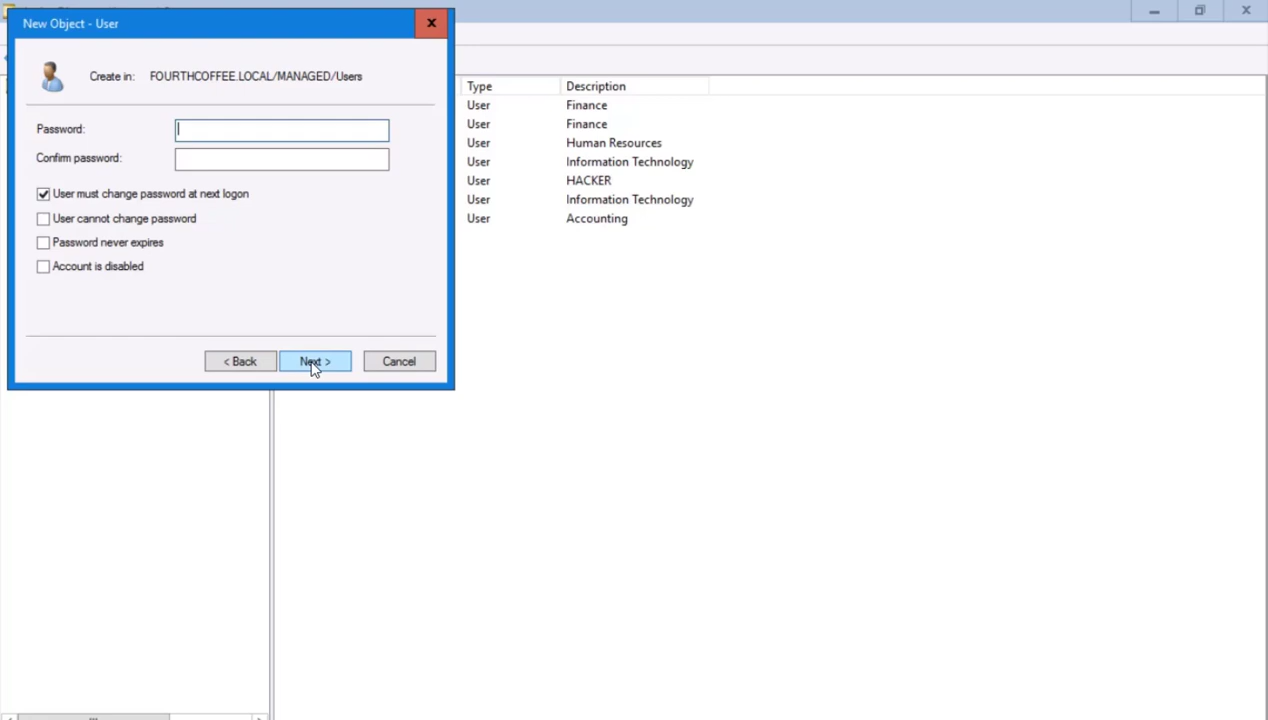 New Object - User
Create in: FOURTHCOFFEE.LOCAL/MANAGED/Users
Password:
Confirm password:
User must change password at next logon
User cannot change password
Password never expires
Account is disabled
< Back Next > Cancel
Type Description
User Finance
User Finance
User Human Resources
User Information Technology
User HACKER
User Information Technology
User Accounting